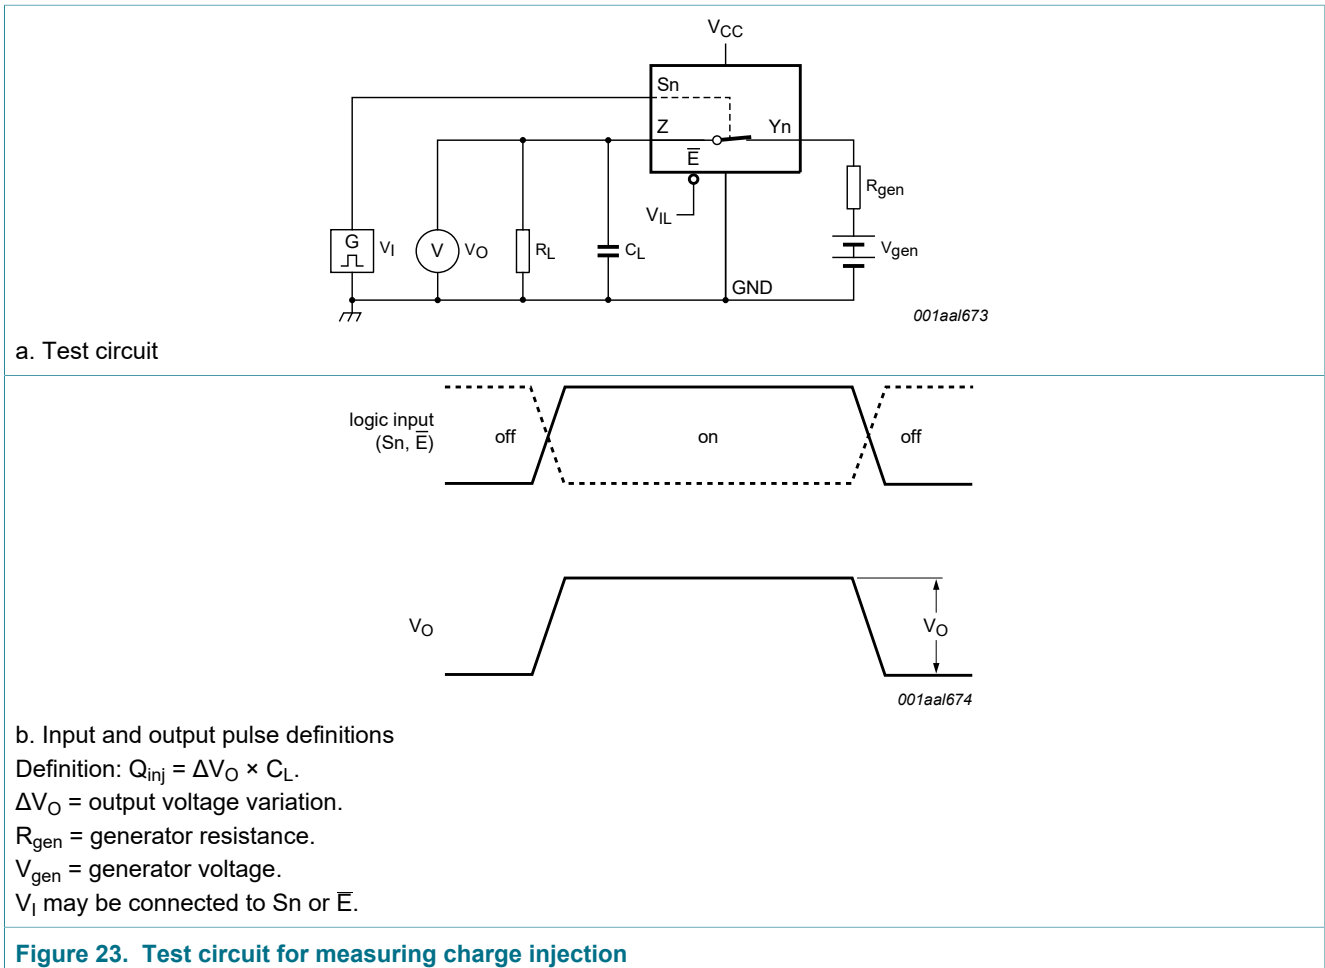 VCC
Sn
Z
Yn
E̅
Rgen
VIL
G
VI
V
VO
RL
CL
Vgen
GND
001aal673
a. Test circuit
logic input
(Sn, E̅)
off
on
off
VO
VO
001aal674
b. Input and output pulse definitions
Definition: Qinj = ΔVO × CL.
ΔVO = output voltage variation.
Rgen = generator resistance.
Vgen = generator voltage.
VI may be connected to Sn or E̅.
Figure 23. Test circuit for measuring charge injection